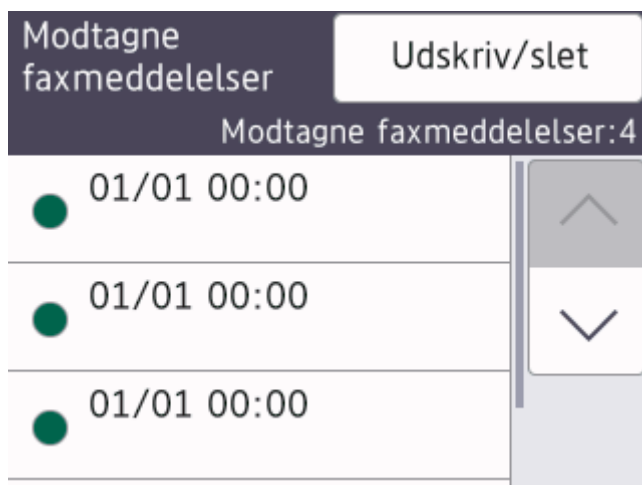 Modtagne
faxmeddelelser
Udskriv/slet
Modtagne faxmeddelelser:4
01/01 00:00
01/01 00:00
01/01 00:00